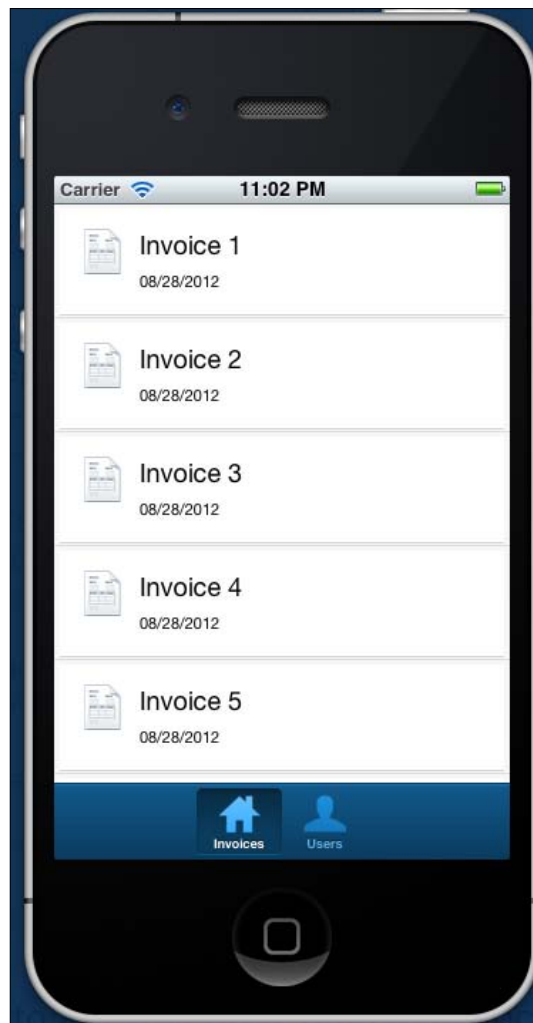 Carrier 11:02 PM
Invoice 1
08/28/2012
Invoice 2
08/28/2012
Invoice 3
08/28/2012
Invoice 4
08/28/2012
Invoice 5
08/28/2012
Invoices Users